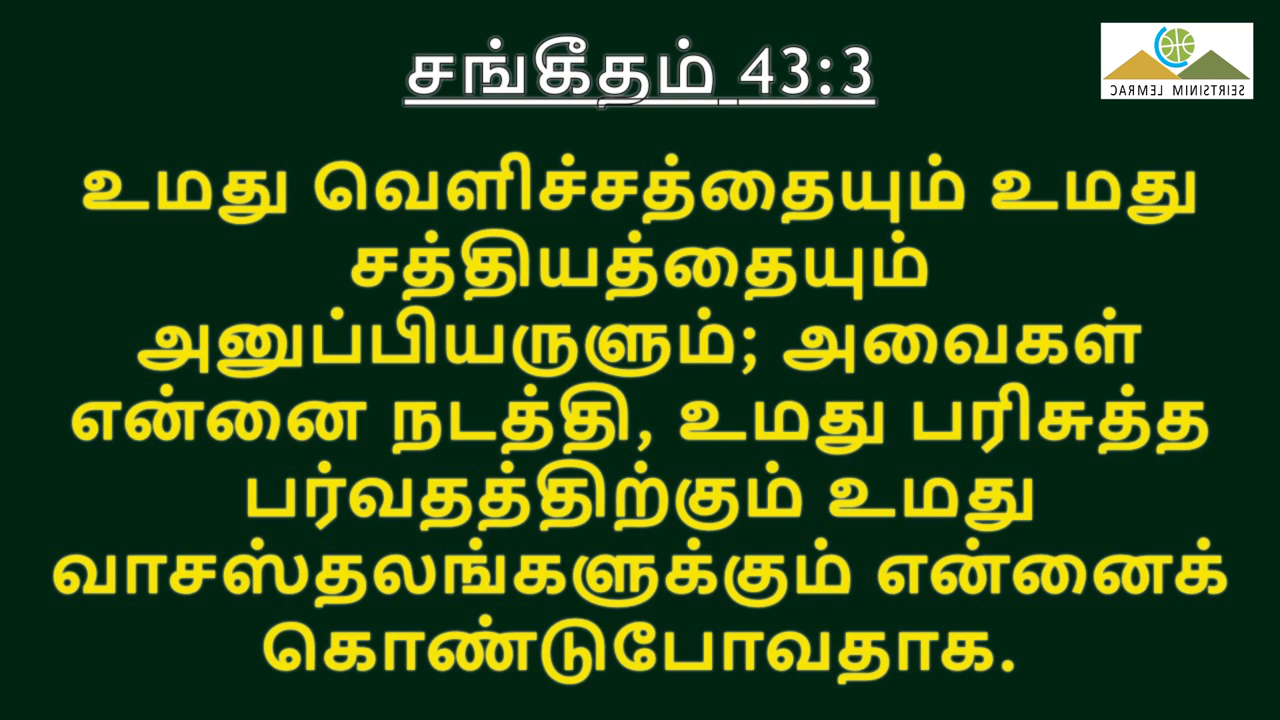 சங்கீதம் 43:3
CARMEL MINISTRIES
உமது வெளிச்சத்தையும் உமது
சத்தியத்தையும்
அனுப்பியருளும்; அவைகள்
என்னை நடத்தி, உமது பரிசுத்த
பர்வதத்திற்கும் உமது
வாசஸ்தலங்களுக்கும் என்னைக்
கொண்டுபோவதாக.